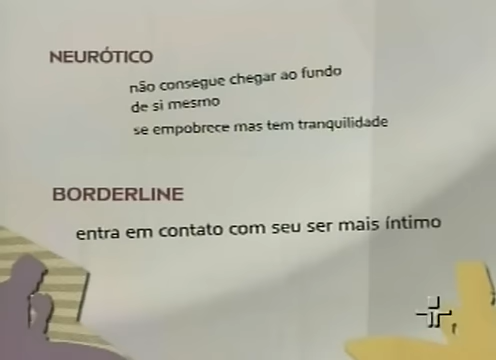 NEURÓTICO
não consegue chegar ao fundo
de si mesmo
se empobrece mas tem tranquilidade
BORDERLINE
entra em contato com seu ser mais íntimo